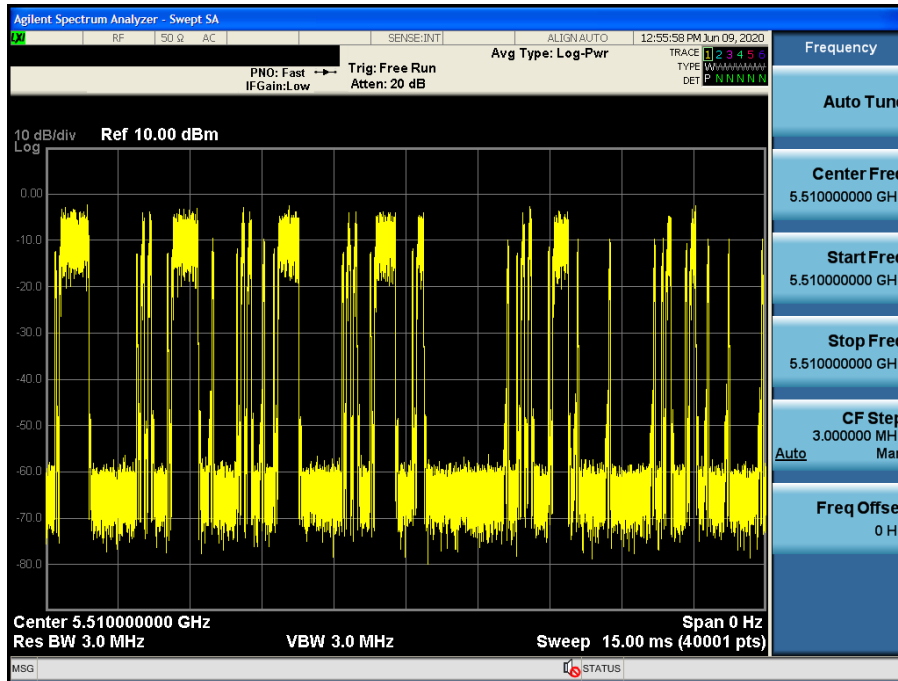 Agilent Spectrum Analyzer - Swept SA
LXI RF 50 Ω AC SENSE:INT ALIGN AUTO 12:55:58 PM Jun 09, 2020
Avg Type: Log-Pwr TRACE 1 2 3 4 5 6
PNO: Fast Trig: Free Run TYPE WWWWWW
IFGain:Low Atten: 20 dB DET P N N N N N
10 dB/div Ref 10.00 dBm
Log
0.00
-10.0
-20.0
-30.0
-40.0
-50.0
-60.0
-70.0
-80.0
Center 5.510000000 GHz Span 0 Hz
Res BW 3.0 MHz VBW 3.0 MHz Sweep 15.00 ms (40001 pts)
MSG STATUS
Frequency
Auto Tun
Center Fre
5.510000000 GH
Start Fre
5.510000000 GH
Stop Fre
5.510000000 GH
CF Step
3.000000 MH
Auto Ma
Freq Offse
0 H